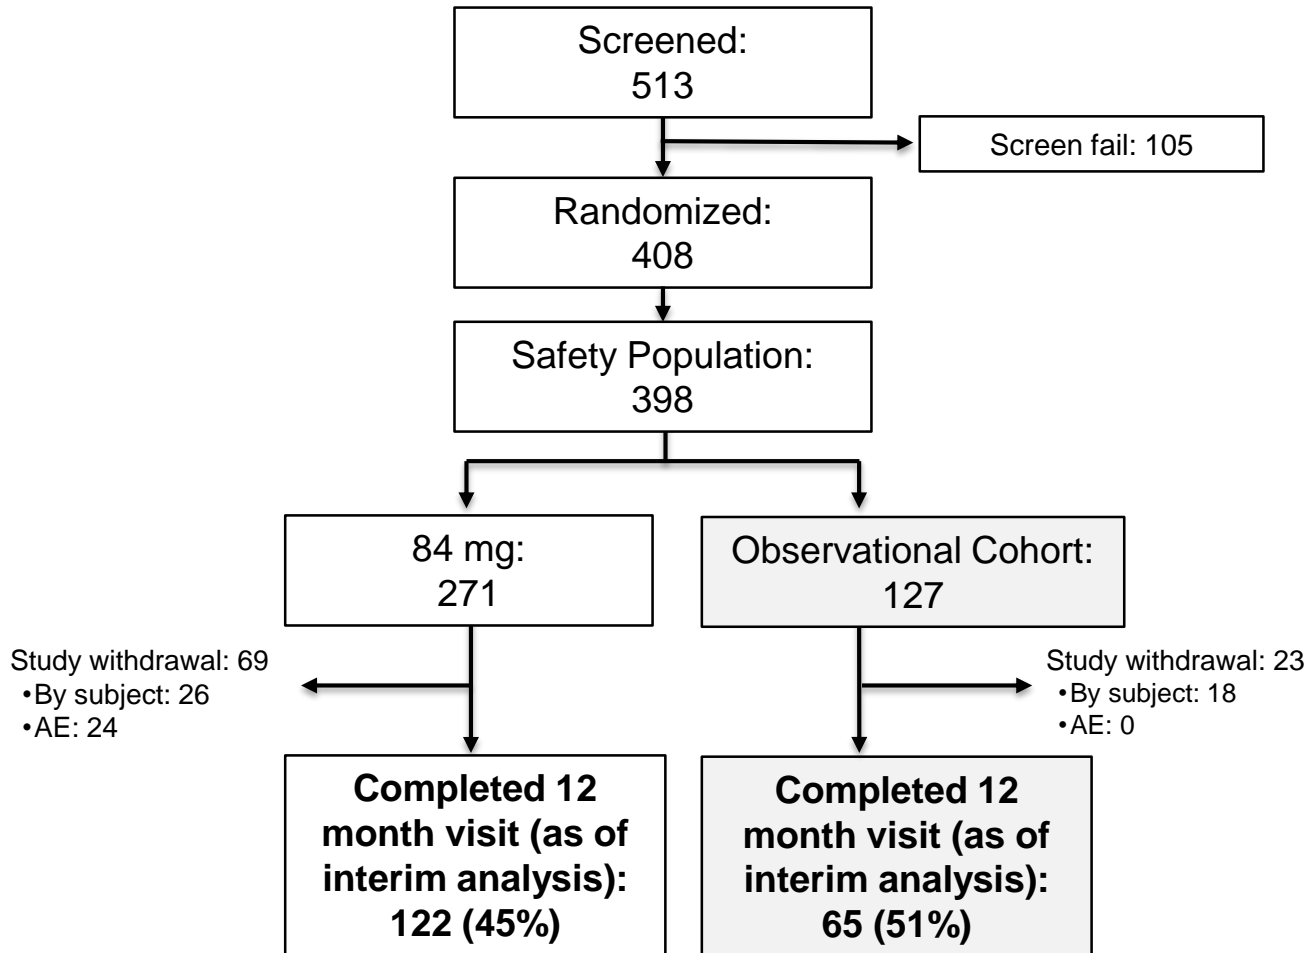 Screened:
513
Screen fail: 105
Randomized:
408
Safety Population:
398
84 mg:
271
Observational Cohort:
127
Study withdrawal: 69
•By subject: 26
•AE: 24
Study withdrawal: 23
•By subject: 18
•AE: 0
Completed 12
month visit (as of
interim analysis):
122 (45%)
Completed 12
month visit (as of
interim analysis):
65 (51%)